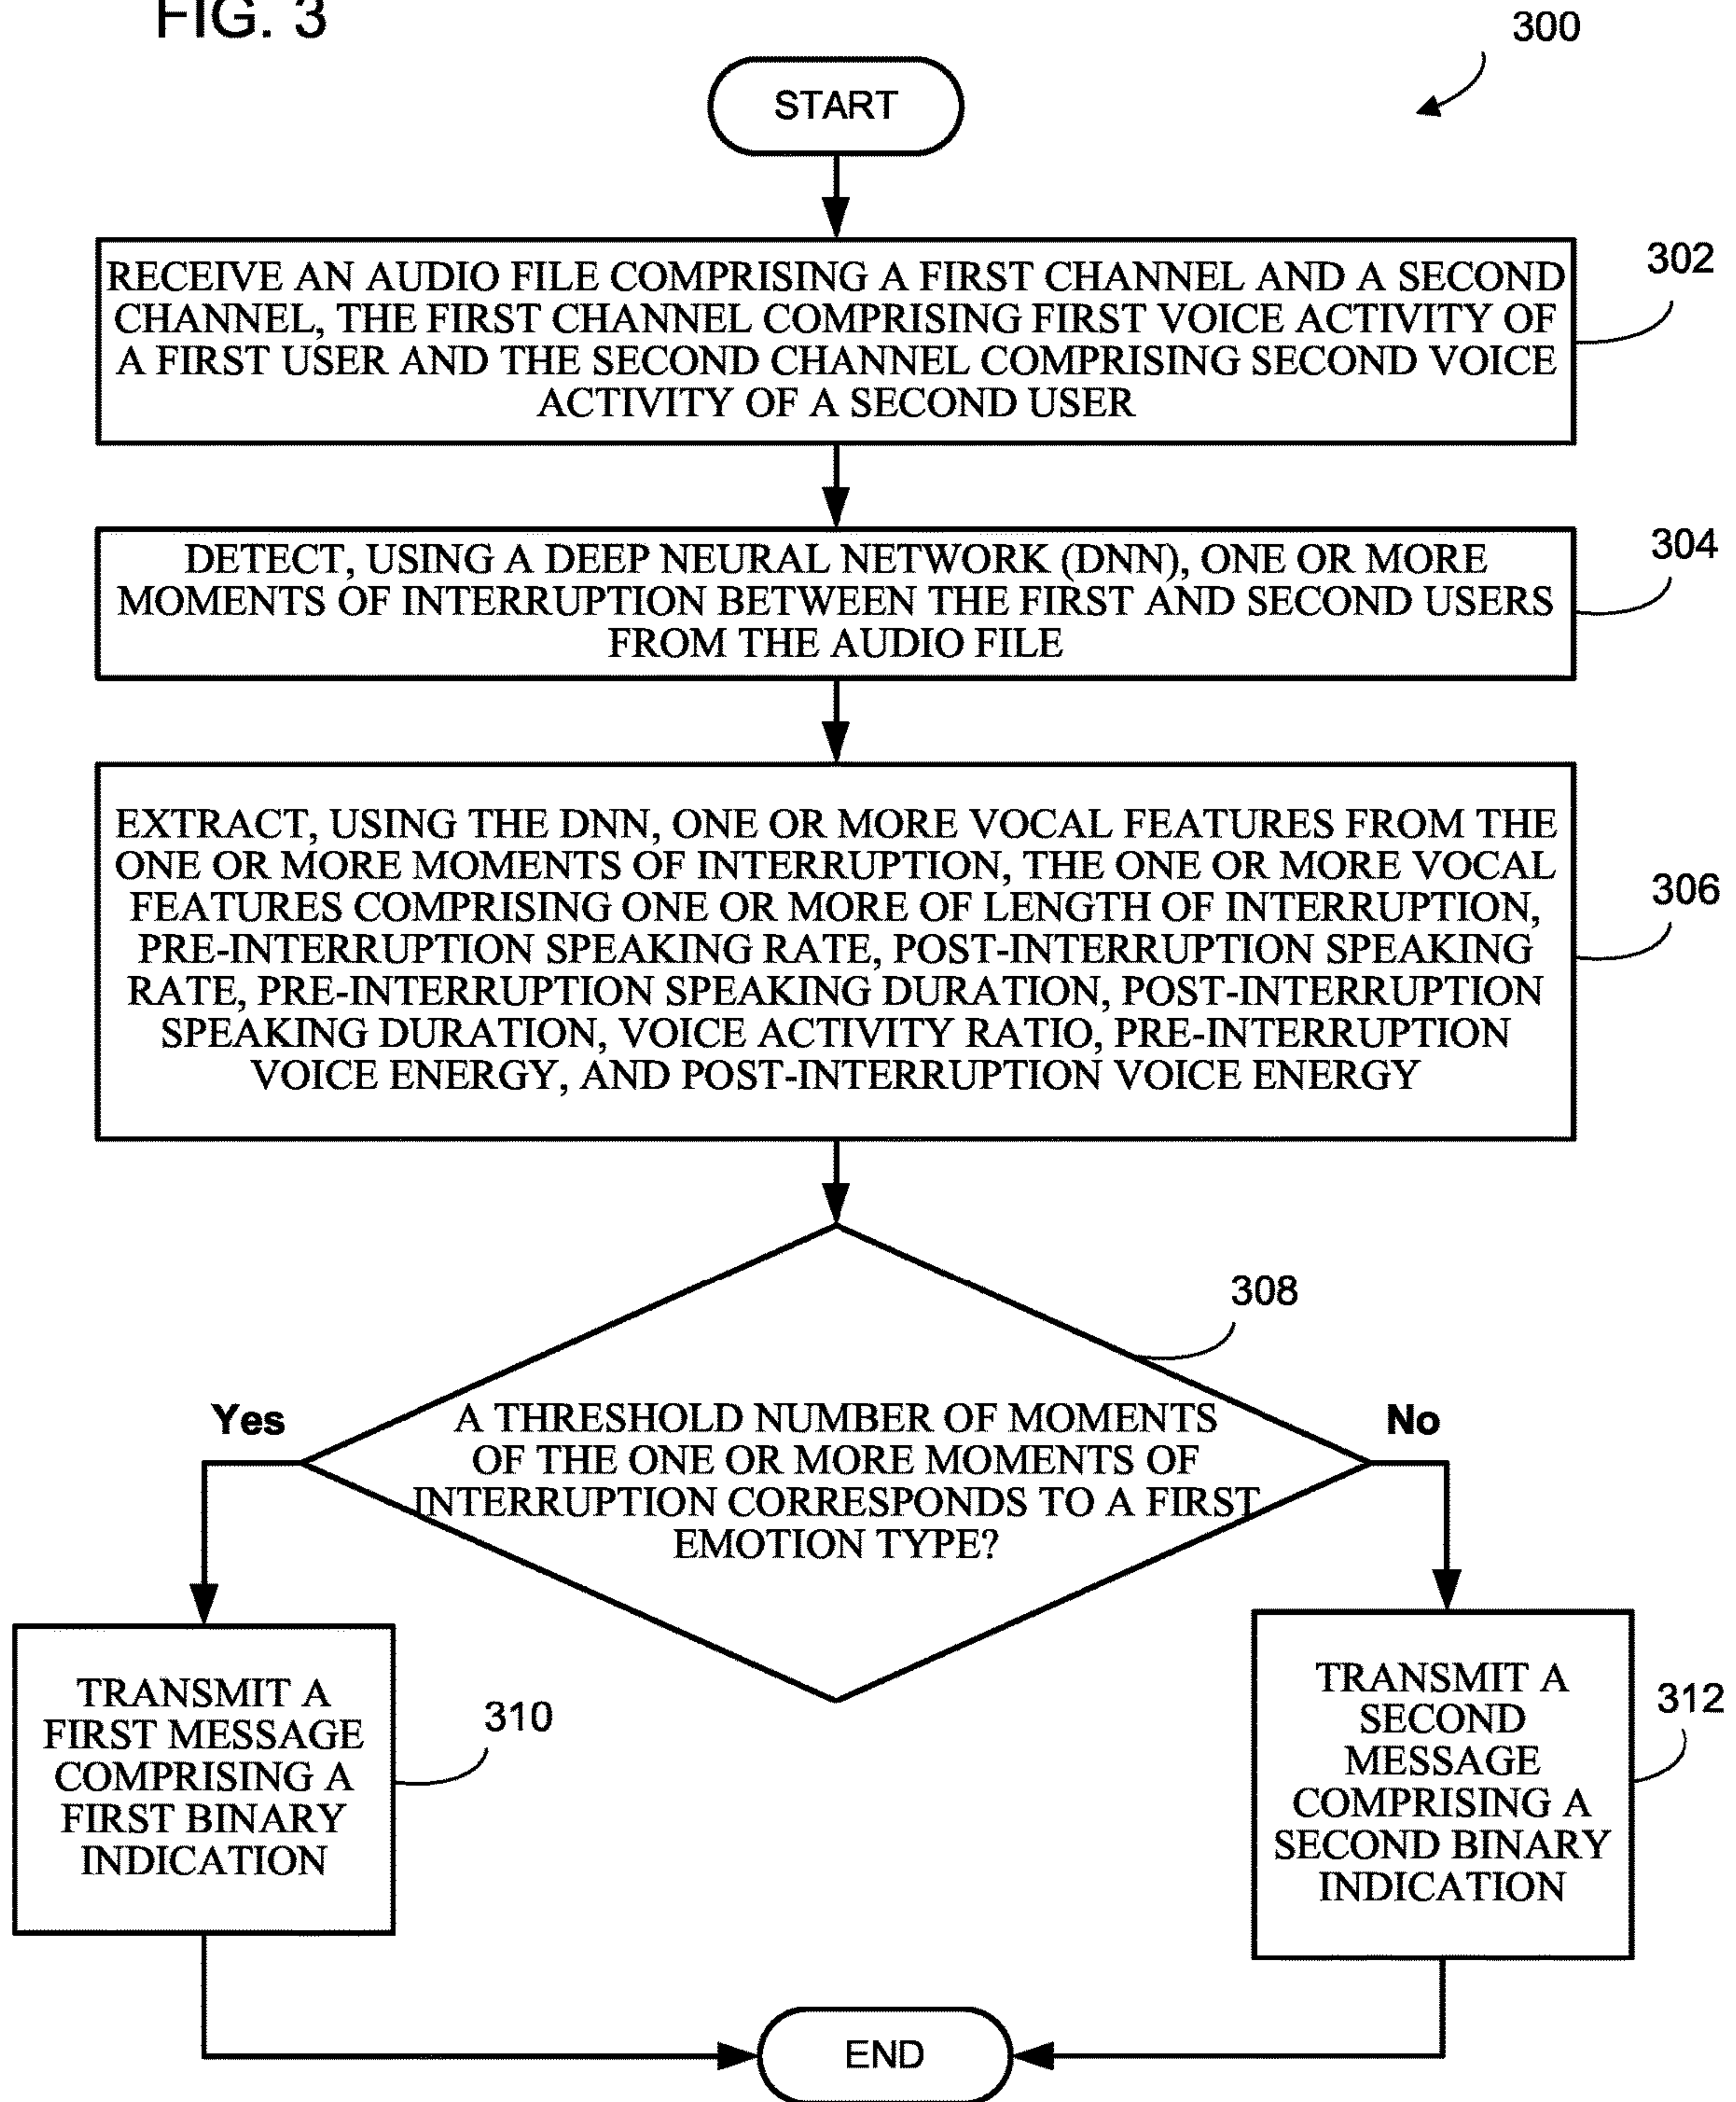 FIG. 3
300
START
RECEIVE AN AUDIO FILE COMPRISING A FIRST CHANNEL AND A SECOND
CHANNEL, THE FIRST CHANNEL COMPRISING FIRST VOICE ACTIVITY OF
A FIRST USER AND THE SECOND CHANNEL COMPRISING SECOND VOICE
ACTIVITY OF A SECOND USER
302
DETECT, USING A DEEP NEURAL NETWORK (DNN), ONE OR MORE
MOMENTS OF INTERRUPTION BETWEEN THE FIRST AND SECOND USERS
FROM THE AUDIO FILE
304
EXTRACT, USING THE DNN, ONE OR MORE VOCAL FEATURES FROM THE
ONE OR MORE MOMENTS OF INTERRUPTION, THE ONE OR MORE VOCAL
FEATURES COMPRISING ONE OR MORE OF LENGTH OF INTERRUPTION,
PRE-INTERRUPTION SPEAKING RATE, POST-INTERRUPTION SPEAKING
RATE, PRE-INTERRUPTION SPEAKING DURATION, POST-INTERRUPTION
SPEAKING DURATION, VOICE ACTIVITY RATIO, PRE-INTERRUPTION
VOICE ENERGY, AND POST-INTERRUPTION VOICE ENERGY
306
308
Yes
A THRESHOLD NUMBER OF MOMENTS
OF THE ONE OR MORE MOMENTS OF
INTERRUPTION CORRESPONDS TO A FIRST
EMOTION TYPE?
No
TRANSMIT A
FIRST MESSAGE
COMPRISING A
FIRST BINARY
INDICATION
310
TRANSMIT A
SECOND
MESSAGE
COMPRISING A
SECOND BINARY
INDICATION
312
END